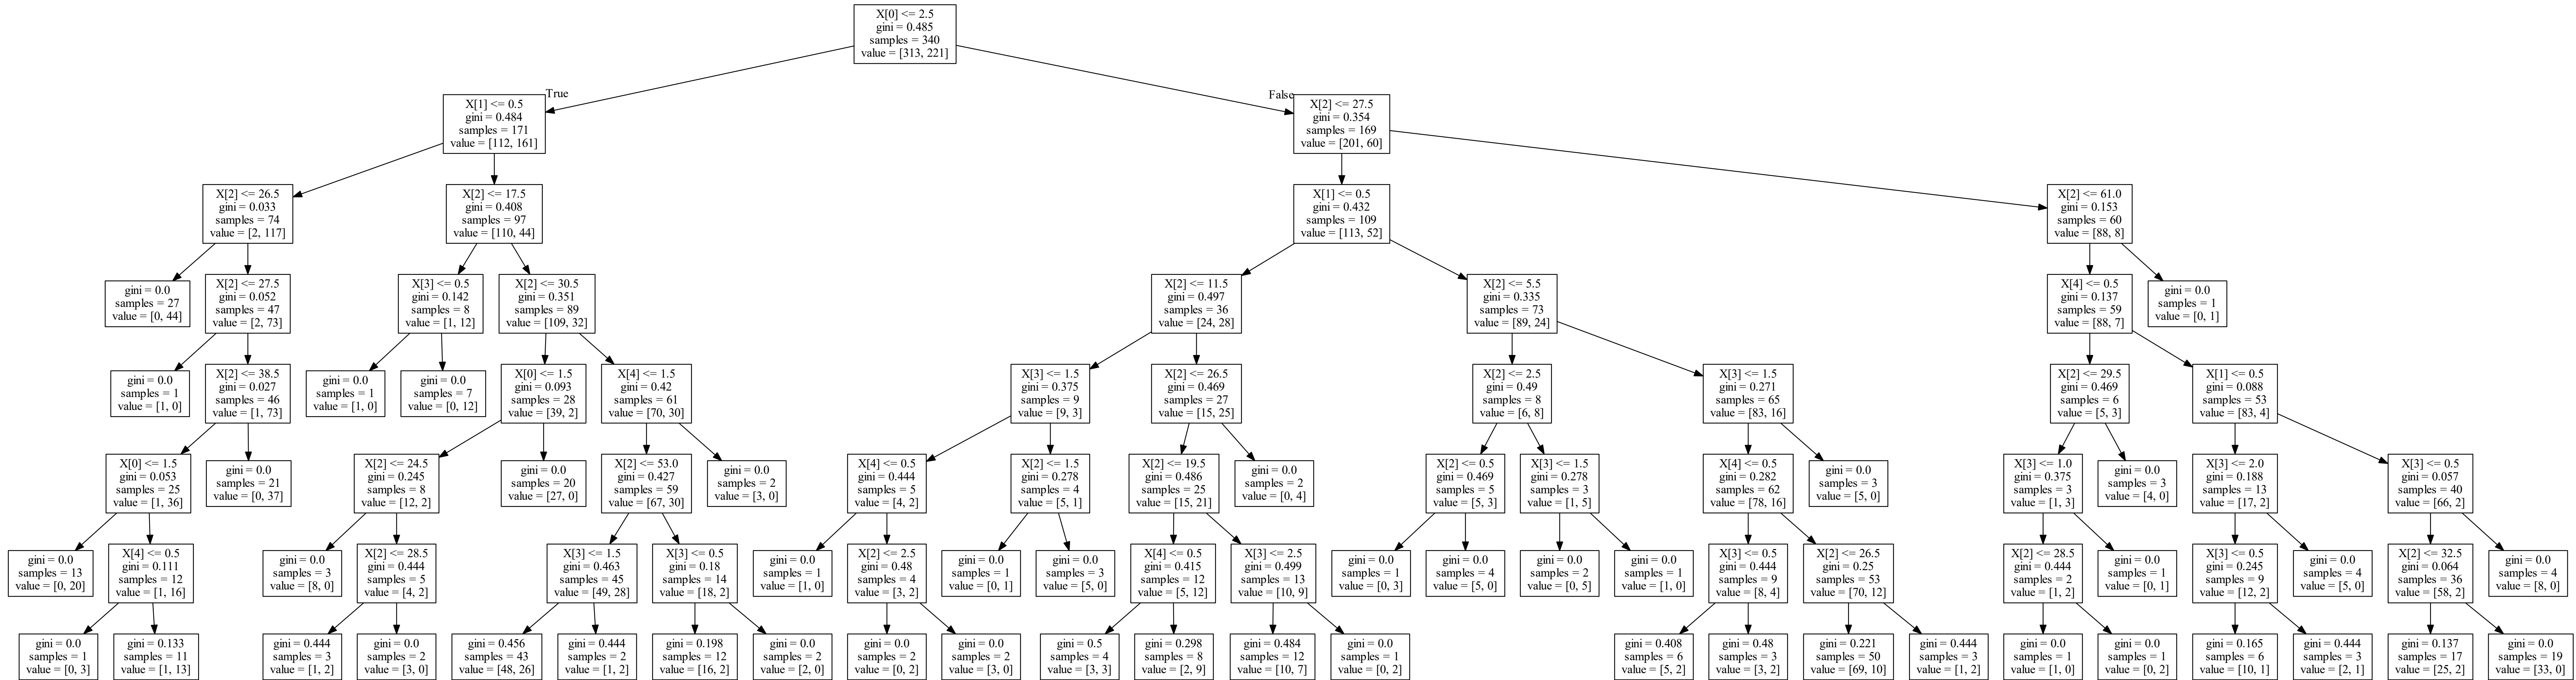 X[0] <= 2.5
gini = 0.485
samples = 340
value = [313, 221]
True
False
X[1] <= 0.5
gini = 0.484
samples = 171
value = [112, 161]
X[2] <= 27.5
gini = 0.354
samples = 169
value = [201, 60]
X[2] <= 26.5
gini = 0.033
samples = 74
value = [2, 117]
X[2] <= 17.5
gini = 0.408
samples = 97
value = [110, 44]
X[1] <= 0.5
gini = 0.432
samples = 109
value = [113, 52]
X[2] <= 61.0
gini = 0.153
samples = 60
value = [88, 8]
gini = 0.0
samples = 27
value = [0, 44]
X[2] <= 27.5
gini = 0.052
samples = 47
value = [2, 73]
X[3] <= 0.5
gini = 0.142
samples = 8
value = [1, 12]
X[2] <= 30.5
gini = 0.351
samples = 89
value = [109, 32]
X[2] <= 11.5
gini = 0.497
samples = 36
value = [24, 28]
X[2] <= 5.5
gini = 0.335
samples = 73
value = [89, 24]
X[4] <= 0.5
gini = 0.137
samples = 59
value = [88, 7]
gini = 0.0
samples = 1
value = [0, 1]
gini = 0.0
samples = 1
value = [1, 0]
X[2] <= 38.5
gini = 0.027
samples = 46
value = [1, 73]
gini = 0.0
samples = 1
value = [1, 0]
gini = 0.0
samples = 7
value = [0, 12]
X[0] <= 1.5
gini = 0.093
samples = 28
value = [39, 2]
X[4] <= 1.5
gini = 0.42
samples = 61
value = [70, 30]
X[3] <= 1.5
gini = 0.375
samples = 9
value = [9, 3]
X[2] <= 26.5
gini = 0.469
samples = 27
value = [15, 25]
X[2] <= 2.5
gini = 0.49
samples = 8
value = [6, 8]
X[3] <= 1.5
gini = 0.271
samples = 65
value = [83, 16]
X[2] <= 29.5
gini = 0.469
samples = 6
value = [5, 3]
X[1] <= 0.5
gini = 0.088
samples = 53
value = [83, 4]
X[0] <= 1.5
gini = 0.053
samples = 25
value = [1, 36]
gini = 0.0
samples = 21
value = [0, 37]
X[2] <= 24.5
gini = 0.245
samples = 8
value = [12, 2]
gini = 0.0
samples = 20
value = [27, 0]
X[2] <= 53.0
gini = 0.427
samples = 59
value = [67, 30]
gini = 0.0
samples = 2
value = [3, 0]
X[4] <= 0.5
gini = 0.444
samples = 5
value = [4, 2]
X[2] <= 1.5
gini = 0.278
samples = 4
value = [5, 1]
X[2] <= 19.5
gini = 0.486
samples = 25
value = [15, 21]
gini = 0.0
samples = 2
value = [0, 4]
X[2] <= 0.5
gini = 0.469
samples = 5
value = [5, 3]
X[3] <= 1.5
gini = 0.278
samples = 3
value = [1, 5]
X[4] <= 0.5
gini = 0.282
samples = 62
value = [78, 16]
gini = 0.0
samples = 3
value = [5, 0]
X[3] <= 1.0
gini = 0.375
samples = 3
value = [1, 3]
gini = 0.0
samples = 3
value = [4, 0]
X[3] <= 2.0
gini = 0.188
samples = 13
value = [17, 2]
X[3] <= 0.5
gini = 0.057
samples = 40
value = [66, 2]
gini = 0.0
samples = 13
value = [0, 20]
X[4] <= 0.5
gini = 0.111
samples = 12
value = [1, 16]
gini = 0.0
samples = 3
value = [8, 0]
X[2] <= 28.5
gini = 0.444
samples = 5
value = [4, 2]
X[3] <= 1.5
gini = 0.463
samples = 45
value = [49, 28]
X[3] <= 0.5
gini = 0.18
samples = 14
value = [18, 2]
gini = 0.0
samples = 1
value = [1, 0]
X[2] <= 2.5
gini = 0.48
samples = 4
value = [3, 2]
gini = 0.0
samples = 1
value = [0, 1]
gini = 0.0
samples = 3
value = [5, 0]
X[4] <= 0.5
gini = 0.415
samples = 12
value = [5, 12]
X[3] <= 2.5
gini = 0.499
samples = 13
value = [10, 9]
gini = 0.0
samples = 1
value = [0, 3]
gini = 0.0
samples = 4
value = [5, 0]
gini = 0.0
samples = 2
value = [0, 5]
gini = 0.0
samples = 1
value = [1, 0]
X[3] <= 0.5
gini = 0.444
samples = 9
value = [8, 4]
X[2] <= 26.5
gini = 0.25
samples = 53
value = [70, 12]
X[2] <= 28.5
gini = 0.444
samples = 2
value = [1, 2]
gini = 0.0
samples = 1
value = [0, 1]
X[3] <= 0.5
gini = 0.245
samples = 9
value = [12, 2]
gini = 0.0
samples = 4
value = [5, 0]
X[2] <= 32.5
gini = 0.064
samples = 36
value = [58, 2]
gini = 0.0
samples = 4
value = [8, 0]
gini = 0.0
samples = 1
value = [0, 3]
gini = 0.133
samples = 11
value = [1, 13]
gini = 0.444
samples = 3
value = [1, 2]
gini = 0.0
samples = 2
value = [3, 0]
gini = 0.456
samples = 43
value = [48, 26]
gini = 0.444
samples = 2
value = [1, 2]
gini = 0.198
samples = 12
value = [16, 2]
gini = 0.0
samples = 2
value = [2, 0]
gini = 0.0
samples = 2
value = [0, 2]
gini = 0.0
samples = 2
value = [3, 0]
gini = 0.5
samples = 4
value = [3, 3]
gini = 0.298
samples = 8
value = [2, 9]
gini = 0.484
samples = 12
value = [10, 7]
gini = 0.0
samples = 1
value = [0, 2]
gini = 0.408
samples = 6
value = [5, 2]
gini = 0.48
samples = 3
value = [3, 2]
gini = 0.221
samples = 50
value = [69, 10]
gini = 0.444
samples = 3
value = [1, 2]
gini = 0.0
samples = 1
value = [1, 0]
gini = 0.0
samples = 1
value = [0, 2]
gini = 0.165
samples = 6
value = [10, 1]
gini = 0.444
samples = 3
value = [2, 1]
gini = 0.137
samples = 17
value = [25, 2]
gini = 0.0
samples = 19
value = [33, 0]